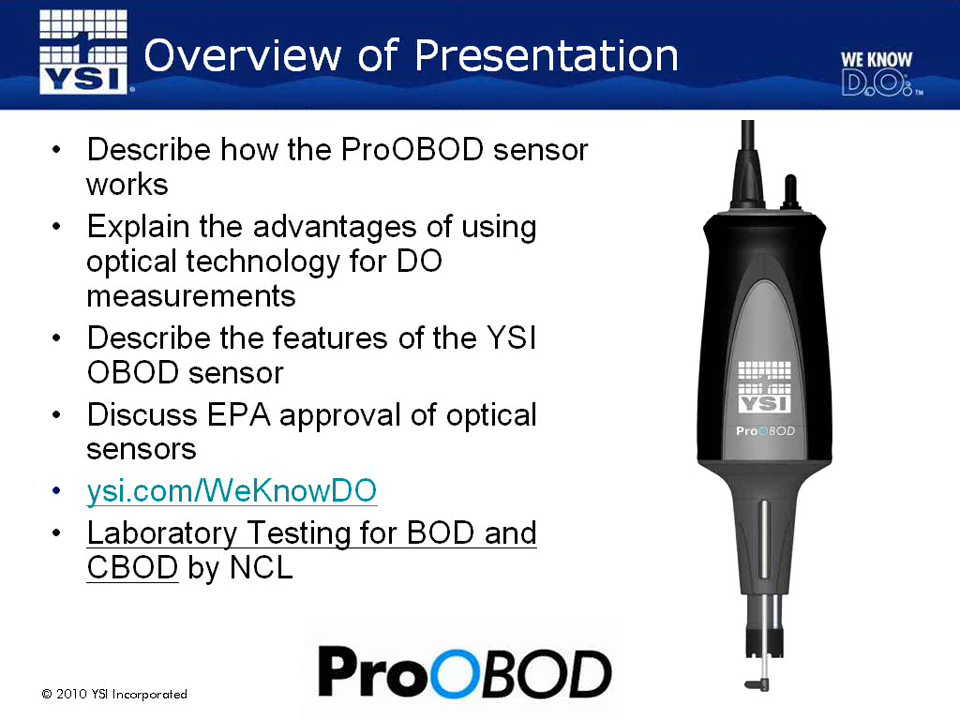 YSI
Overview of Presentation
WE KNOW
D.O. ™
• Describe how the ProOBOD sensor
works
• Explain the advantages of using
optical technology for DO
measurements
• Describe the features of the YSI
OBOD sensor
• Discuss EPA approval of optical
sensors
• ysi.com/WeKnowDO
• Laboratory Testing for BOD and
CBOD by NCL
YSI
ProOBOD
ProOBOD
© 2010 YSI Incorporated